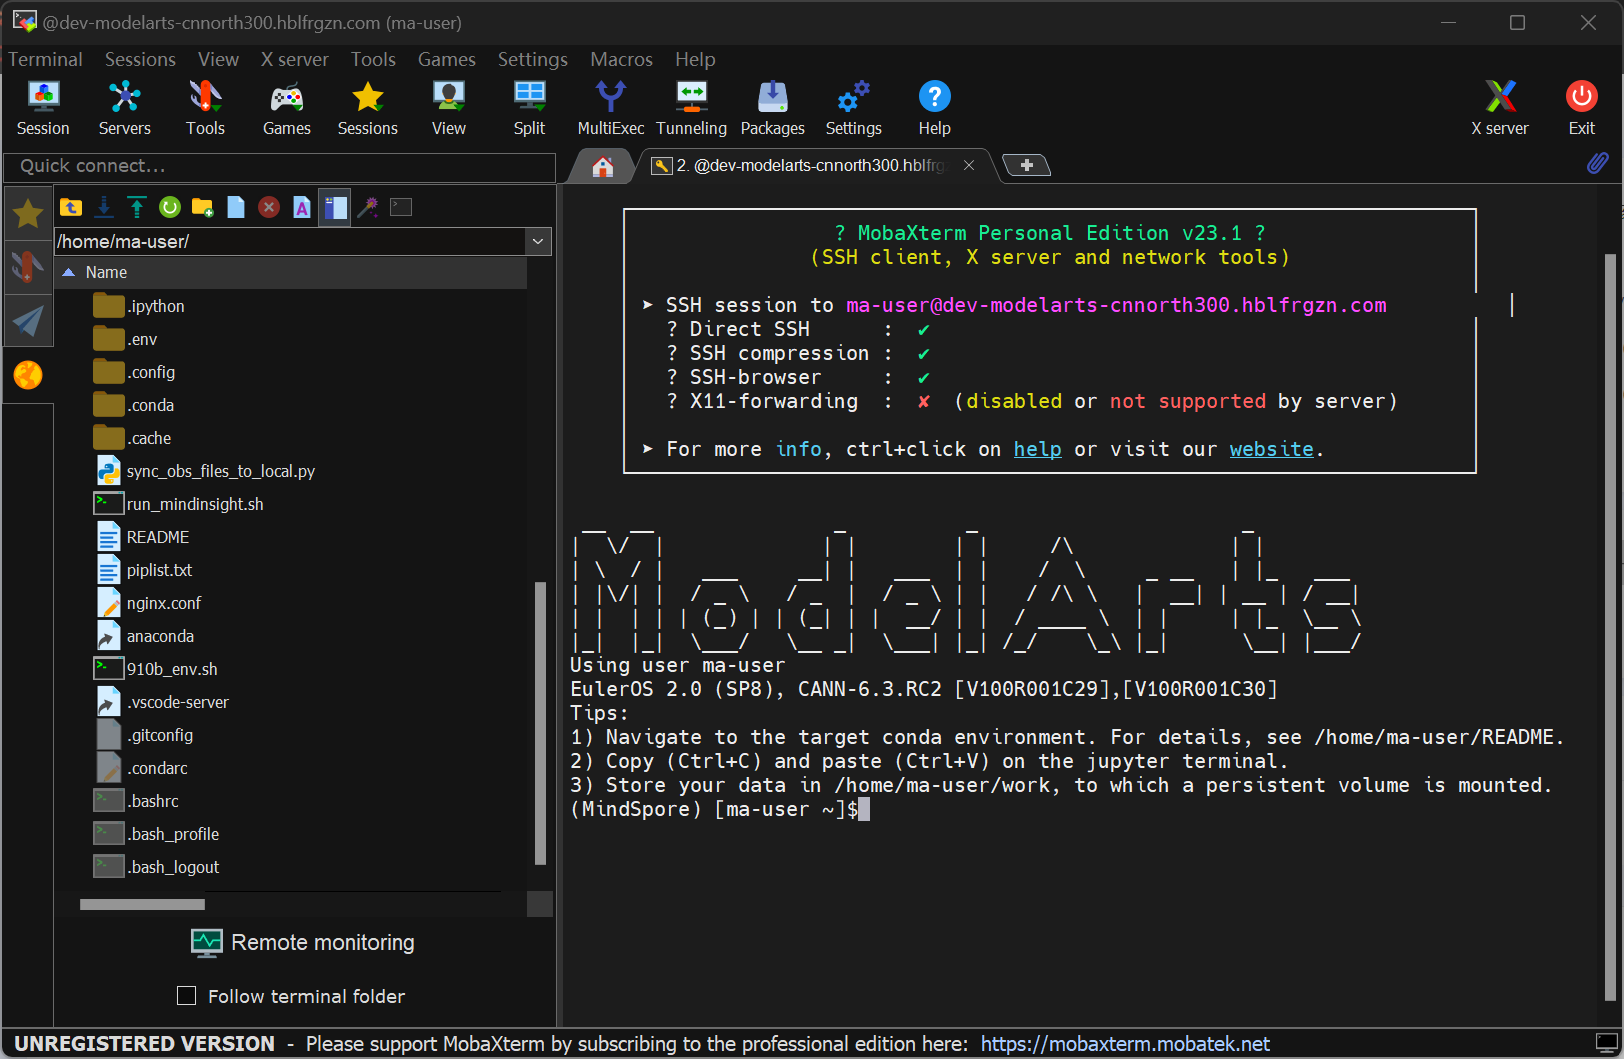 @dev-modelarts-cnnorth300.hblfrgzn.com (ma-user)
Terminal Sessions View X server Tools Games Settings Macros Help
Session Servers Tools Games Sessions View Split MultiExec Tunneling Packages Settings Help X server Exit
Quick connect...
2. @dev-modelarts-cnnorth300.hblfrg
/home/ma-user/
Name
.ipython
.env
.config
.conda
.cache
sync_obs_files_to_local.py
run_mindinsight.sh
README
piplist.txt
nginx.conf
anaconda
910b_env.sh
.vscode-server
.gitconfig
.condarc
.bashrc
.bash_profile
.bash_logout
Remote monitoring
Follow terminal folder
? MobaXterm Personal Edition v23.1 ?
(SSH client, X server and network tools)
➤ SSH session to ma-user@dev-modelarts-cnnorth300.hblfrgzn.com
? Direct SSH : ✔
? SSH compression : ✔
? SSH-browser : ✔
? X11-forwarding : ✘ (disabled or not supported by server)
➤ For more info, ctrl+click on help or visit our website.
ModelArts
Using user ma-user
EulerOS 2.0 (SP8), CANN-6.3.RC2 [V100R001C29],[V100R001C30]
Tips:
1) Navigate to the target conda environment. For details, see /home/ma-user/README.
2) Copy (Ctrl+C) and paste (Ctrl+V) on the jupyter terminal.
3) Store your data in /home/ma-user/work, to which a persistent volume is mounted.
(MindSpore) [ma-user ~]$
UNREGISTERED VERSION - Please support MobaXterm by subscribing to the professional edition here: https://mobaxterm.mobatek.net